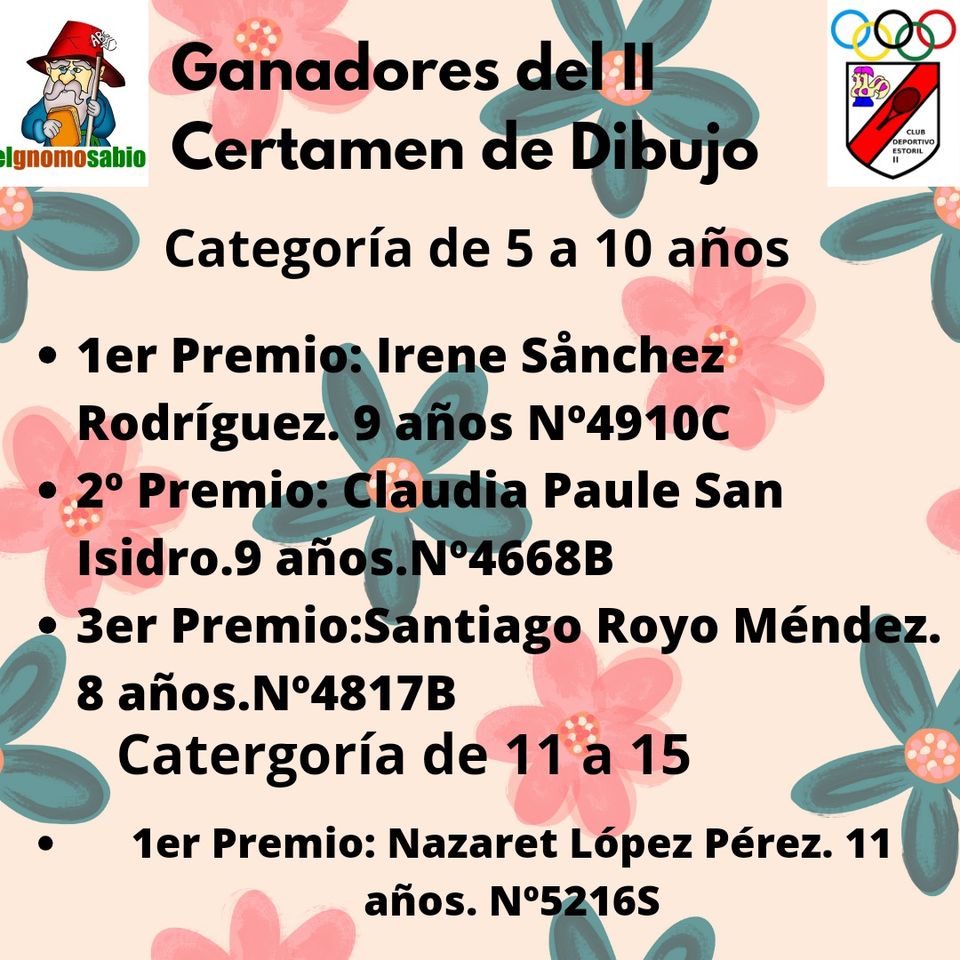 Ganadores del II
Certamen de Dibujo
elgnomosabio
CLUB
DEPORTIVO
ESTORIL
II
Categoría de 5 a 10 años
• 1er Premio: Irene Sånchez
Rodríguez. 9 años Nº4910C
• 2º Premio: Claudia Paule San
Isidro.9 años.Nº4668B
• 3er Premio:Santiago Royo Méndez.
8 años.Nº4817B
Catergoría de 11 a 15
• 1er Premio: Nazaret López Pérez. 11
años. Nº5216S